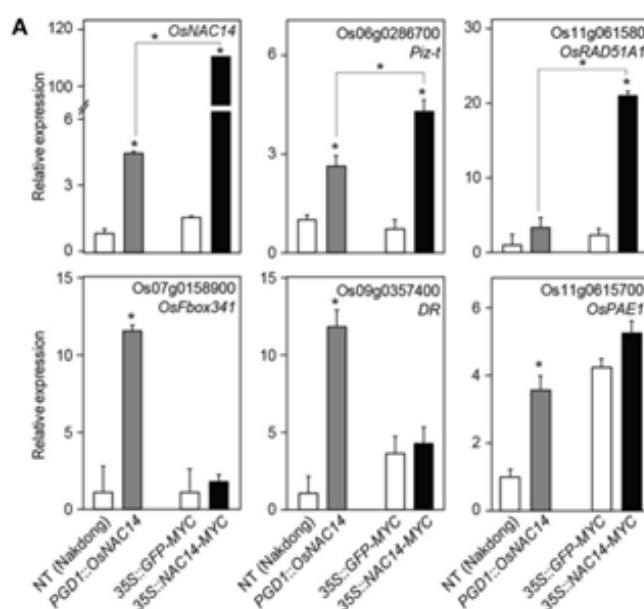 A
OsNAC14
Os06g0286700
Piz-t
Os11g061580
OsRAD51A1
Relative expression
120
100
6
3
0
6
3
0
30
20
10
0
*
*
*
*
*
*
*
*
Os07g0158900
OsFbox341
Os09g0357400
DR
Os11g0615700
OsPAE1
Relative expression
15
10
5
0
15
10
5
0
6
4
2
0
*
*
*
NT (Nakdong)
PGD1::OsNAC14
35S::GFP-MYC
35S::NAC14-MYC
NT (Nakdong)
PGD1::OsNAC14
35S::GFP-MYC
35S::NAC14-MYC
NT (Nakdong)
PGD1::OsNAC14
35S::GFP-MYC
35S::NAC14-MYC